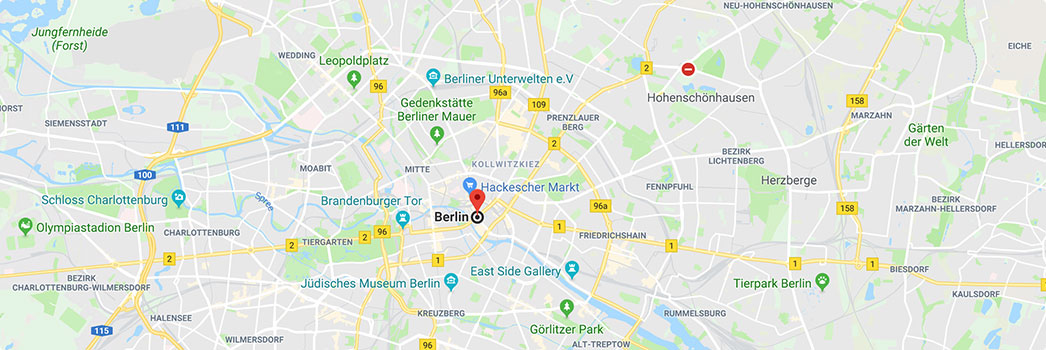 NEU-HOHENSCHÖNHAUSEN
Jungfernheide
(Forst)
EICHE
WEDDING
Leopoldplatz
Berliner Unterwelten e.V
2
96
96a
Hohenschönhausen
Gedenkstätte
Berliner Mauer
109
158
HORST
SIEMENSSTADT
111
PRENZLAUER
BERG
MARZAHN
Gärten
der Welt
HELLERSDORF
2
BEZIRK
LICHTENBERG
KOLLWITZKIEZ
MOABIT
MITTE
100
Herzberge
FENNPFUHL
Hackescher Markt
Schloss Charlottenburg
Spree
Brandenburger Tor
BEZIRK
MARZAHN-HELLERSDORF
96a
158
Berlin
Olympiastadion Berlin
CHARLOTTENBURG
96
1
FRIEDRICHSHAIN
2
2
TIERGARTEN
2
1
1
1
1
BIESDORF
East Side Gallery
BEZIRK
CHARLOTTENBURG-WILMERSDORF
Jüdisches Museum Berlin
Tierpark Berlin
KAULSDORF
HALENSEE
KREUZBERG
RUMMELSBURG
115
Görlitzer Park
WILMERSDORF
96
ALT-TREPTOW